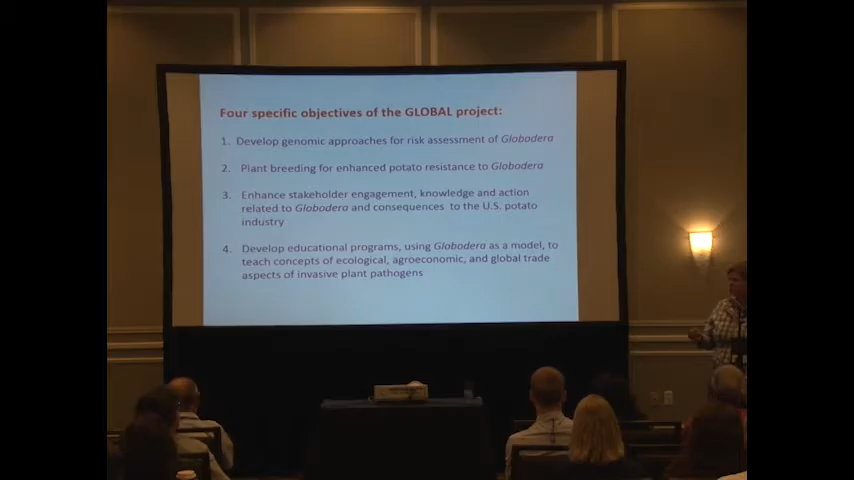 Four specific objectives of the GLOBAL project:
1. Develop genomic approaches for risk assessment of Globodera
2. Plant breeding for enhanced potato resistance to Globodera
3. Enhance stakeholder engagement, knowledge and action
related to Globodera and consequences to the U.S. potato
industry
4. Develop educational programs, using Globodera as a model, to
teach concepts of ecological, agroeconomic, and global trade
aspects of invasive plant pathogens